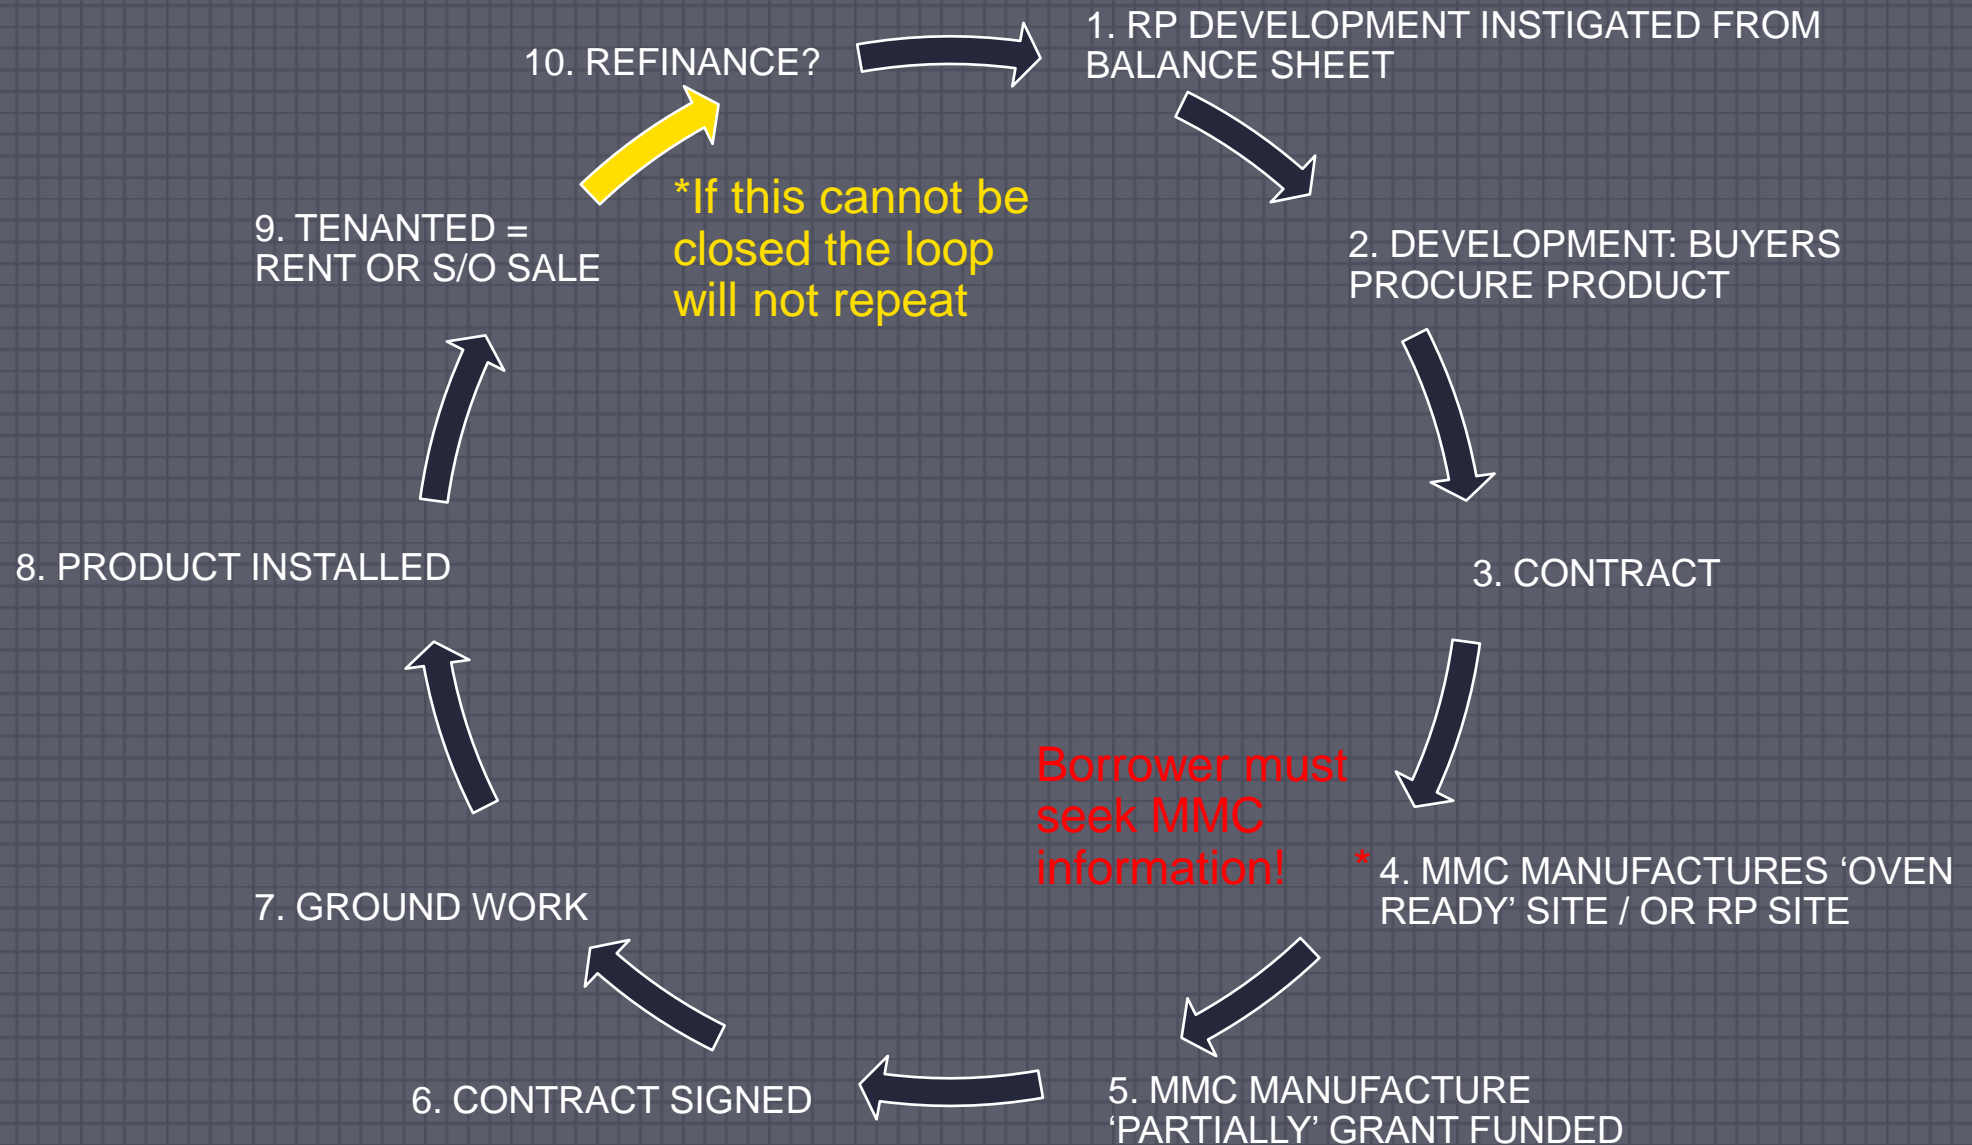 1. RP DEVELOPMENT INSTIGATED FROM
BALANCE SHEET
2. DEVELOPMENT: BUYERS
PROCURE PRODUCT
3. CONTRACT
Borrower must
seek MMC
information!
* 4. MMC MANUFACTURES ‘OVEN
READY’ SITE / OR RP SITE
5. MMC MANUFACTURE
‘PARTIALLY’ GRANT FUNDED
6. CONTRACT SIGNED
7. GROUND WORK
8. PRODUCT INSTALLED
9. TENANTED =
RENT OR S/O SALE
10. REFINANCE?
*If this cannot be
closed the loop
will not repeat